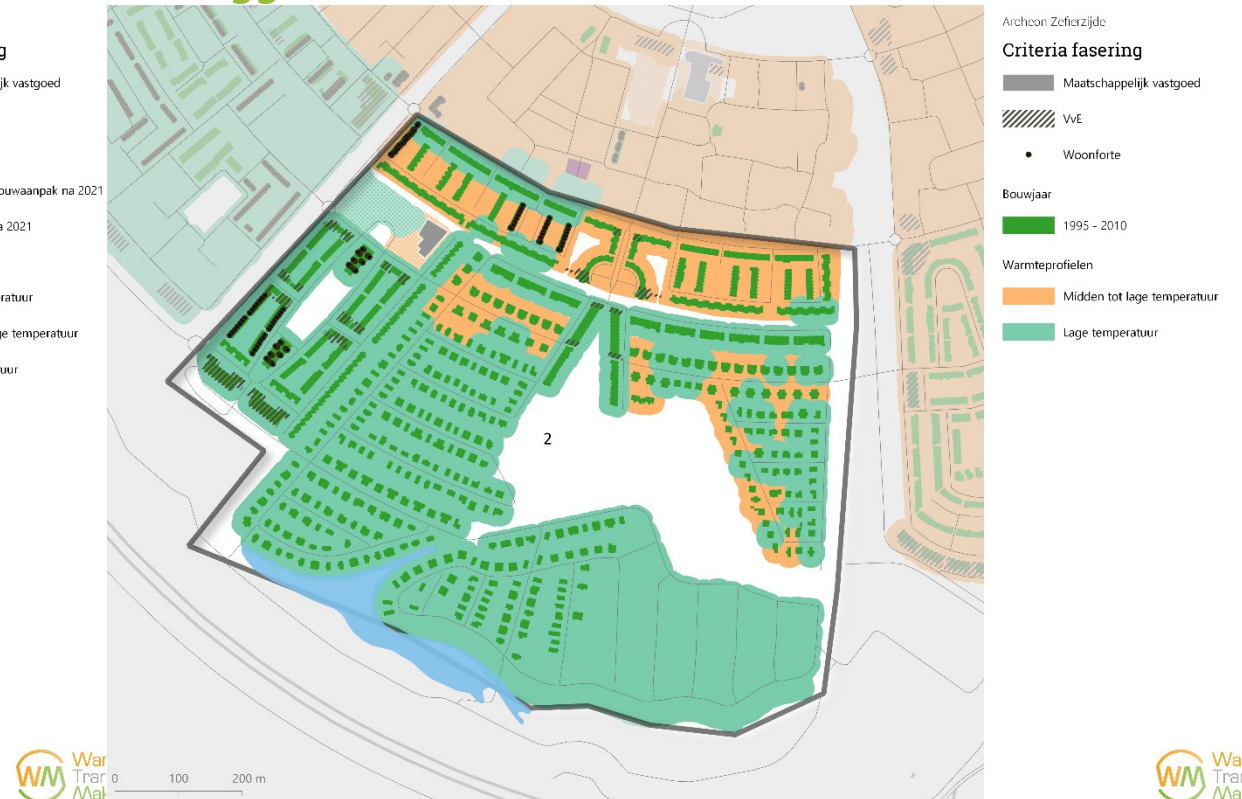 g
jk vastgoed
ouwaanpak na 2021
a 2021
ratuur
ge temperatuur
uur
2
0 100 200 m
Archeon Zefierzijde
Criteria fasering
Maatschappelijk vastgoed
VvE
Woonforte
Bouwjaar
1995 - 2010
Warmteprofielen
Midden tot lage temperatuur
Lage temperatuur
WM
War
Tran
Mak
WM
Wa
Tran
Ma